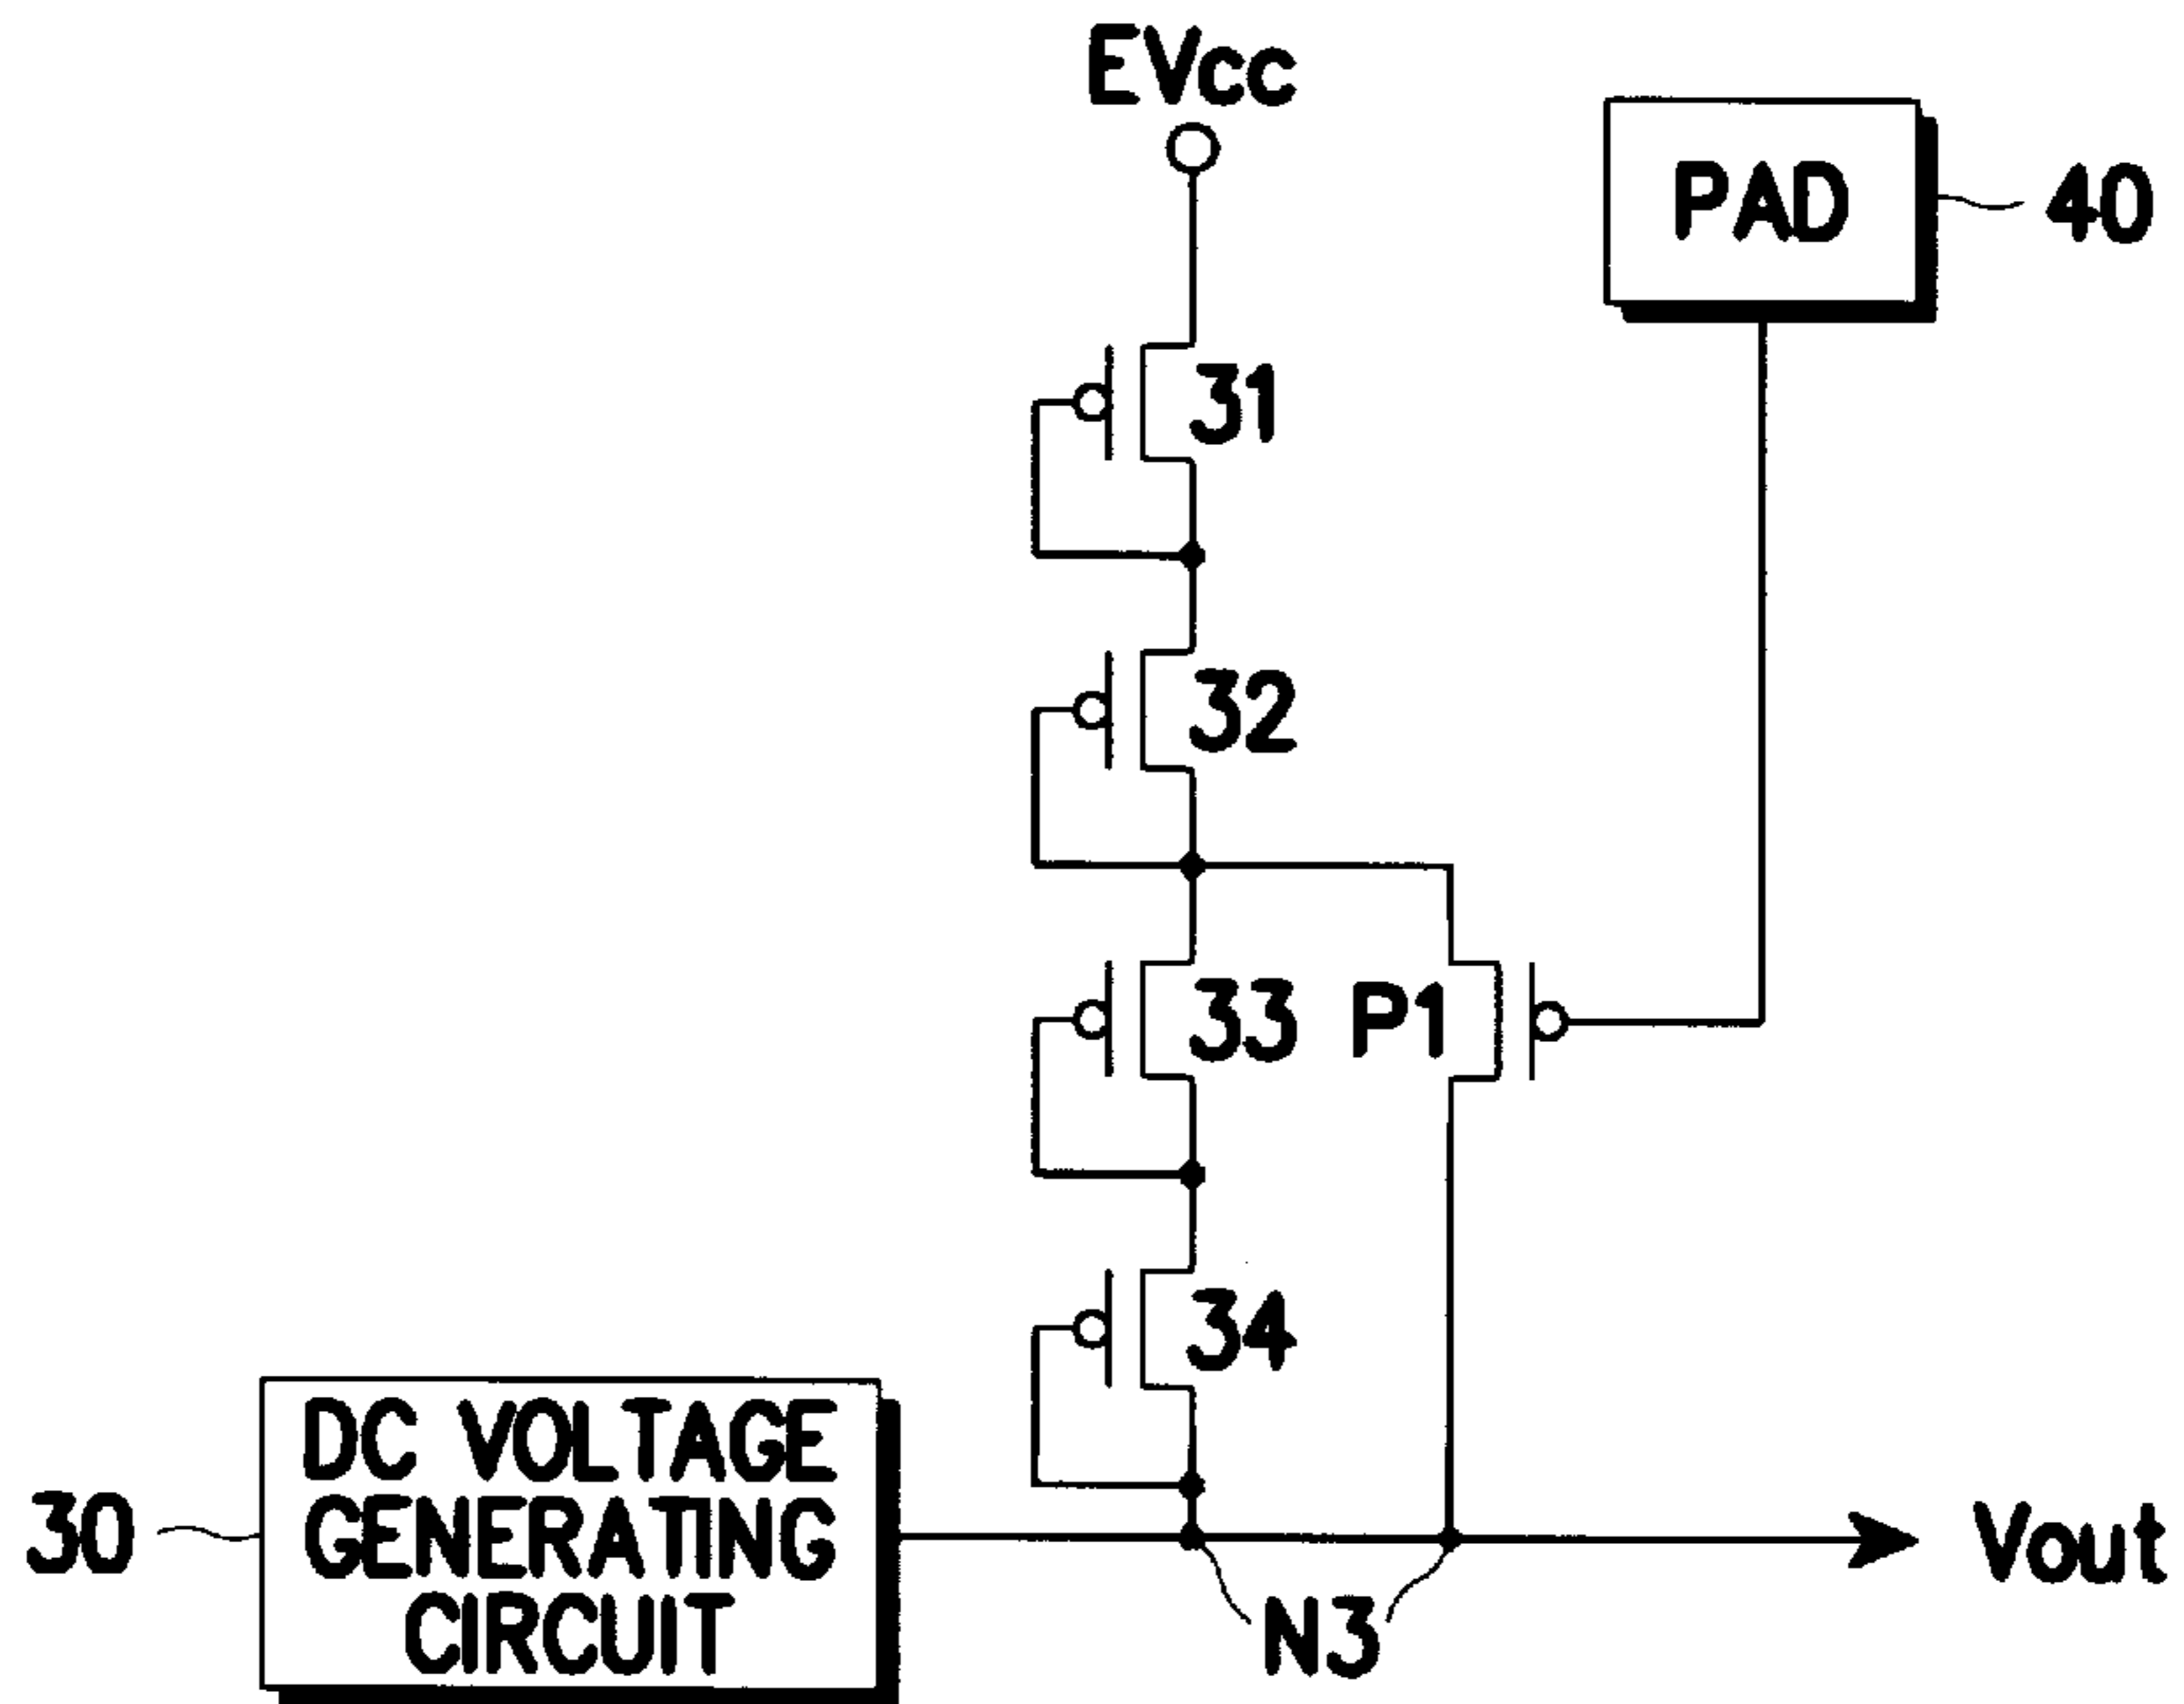 EVcc
PAD
40
31
32
33
P1
34
DC VOLTAGE
GENERATING
CIRCUIT
30
Vout
N3